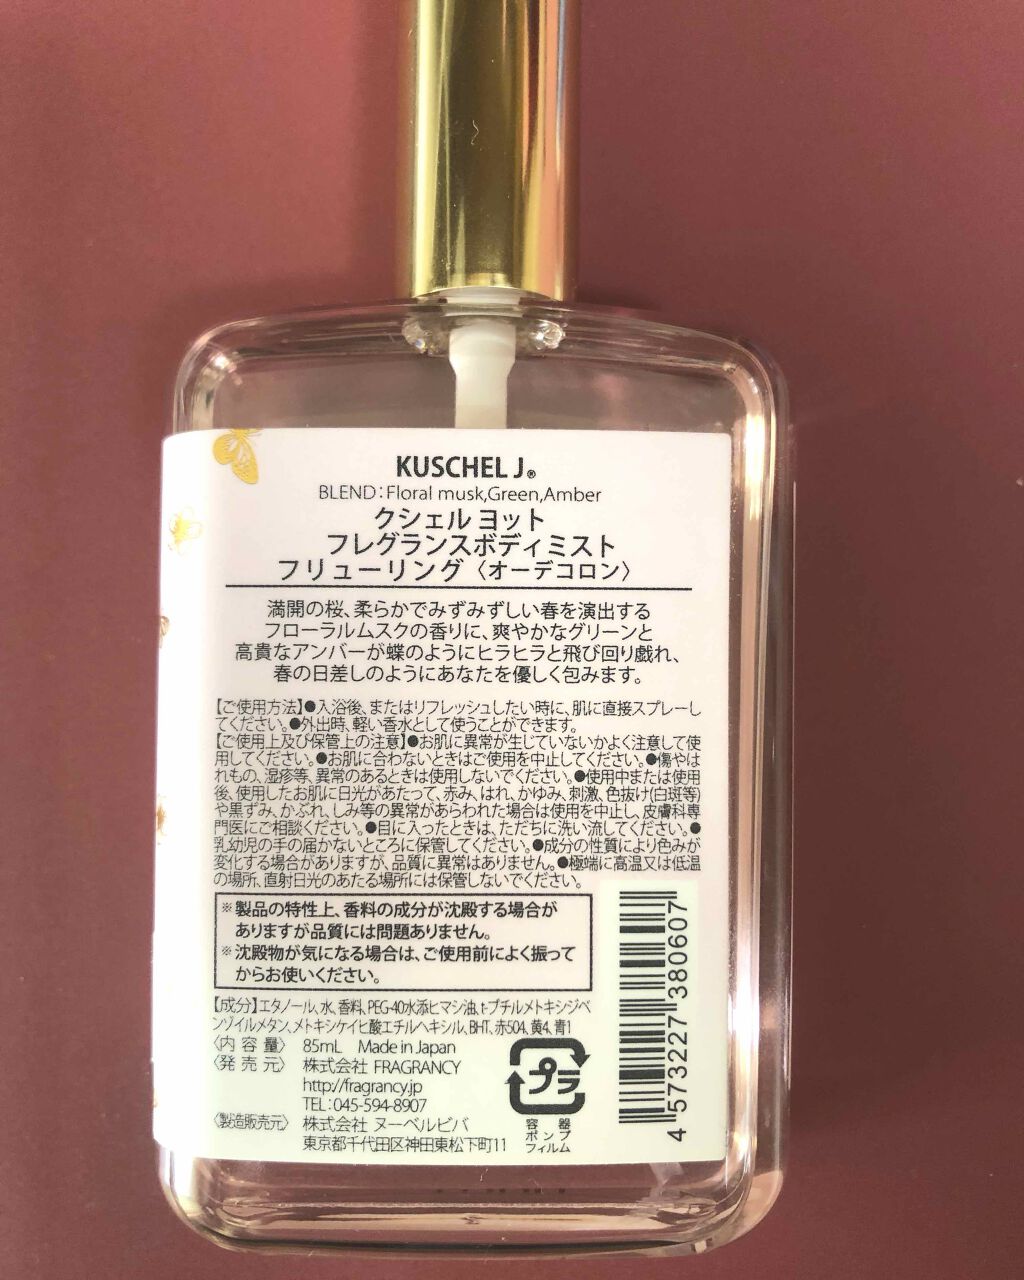 KUSCHEL J®
BLEND:Floral musk,Green,Amber
クシェル ヨット
フレグランスボディミスト
フリューリング〈オーデコロン〉
満開の桜、柔らかでみずみずしい春を演出する
フローラルムスクの香りに、爽やかなグリーンと
高貴なアンバーが蝶のようにヒラヒラと飛び回り戯れ、
春の日差しのようにあなたを優しく包みます。
【ご使用方法】●入浴後、またはリフレッシュしたい時に、肌に直接スプレーし
てください。●外出時、軽い香水として使うことができます。
【ご使用上及び保管上の注意】●お肌に異常が生じていないかよく注意して使
用してください。●お肌に合わないときはご使用を中止してください。●傷やは
れもの、湿疹等、異常のあるときは使用しないでください。●使用中または使用
後、使用したお肌に日光があたって、赤み、はれ、かゆみ、刺激、色抜け(白斑等)
や黒ずみ、かぶれ、しみ等の異常があらわれた場合は使用を中止し、皮膚科専
門医にご相談ください。●目に入ったときは、ただちに洗い流してください。●
乳幼児の手の届かないところに保管してください。●成分の性質により色みが
変化する場合がありますが、品質に異常はありません。●極端に高温又は低温
の場所、直射日光のあたる場所には保管しないでください。
※製品の特性上、香料の成分が沈殿する場合が
ありますが品質には問題ありません。
※沈殿物が気になる場合は、ご使用前によく振って
からお使いください。
【成分】エタノール、水、香料、PEG-40水添ヒマシ油、t-ブチルメトキシジベ
ンゾイルメタン、メトキシケイヒ酸エチルヘキシル、BHT、赤504、黄4、青1
〈内 容 量〉 85mL Made in Japan
〈発 売 元〉 株式会社 FRAGRANCY
http://fragrancy.jp
TEL:045-594-8907
〈製造販売元〉 株式会社 ヌーベルビバ
東京都千代田区神田東松下町11
プラ
容 器
ポ ン プ
フィルム
4 573227 380607